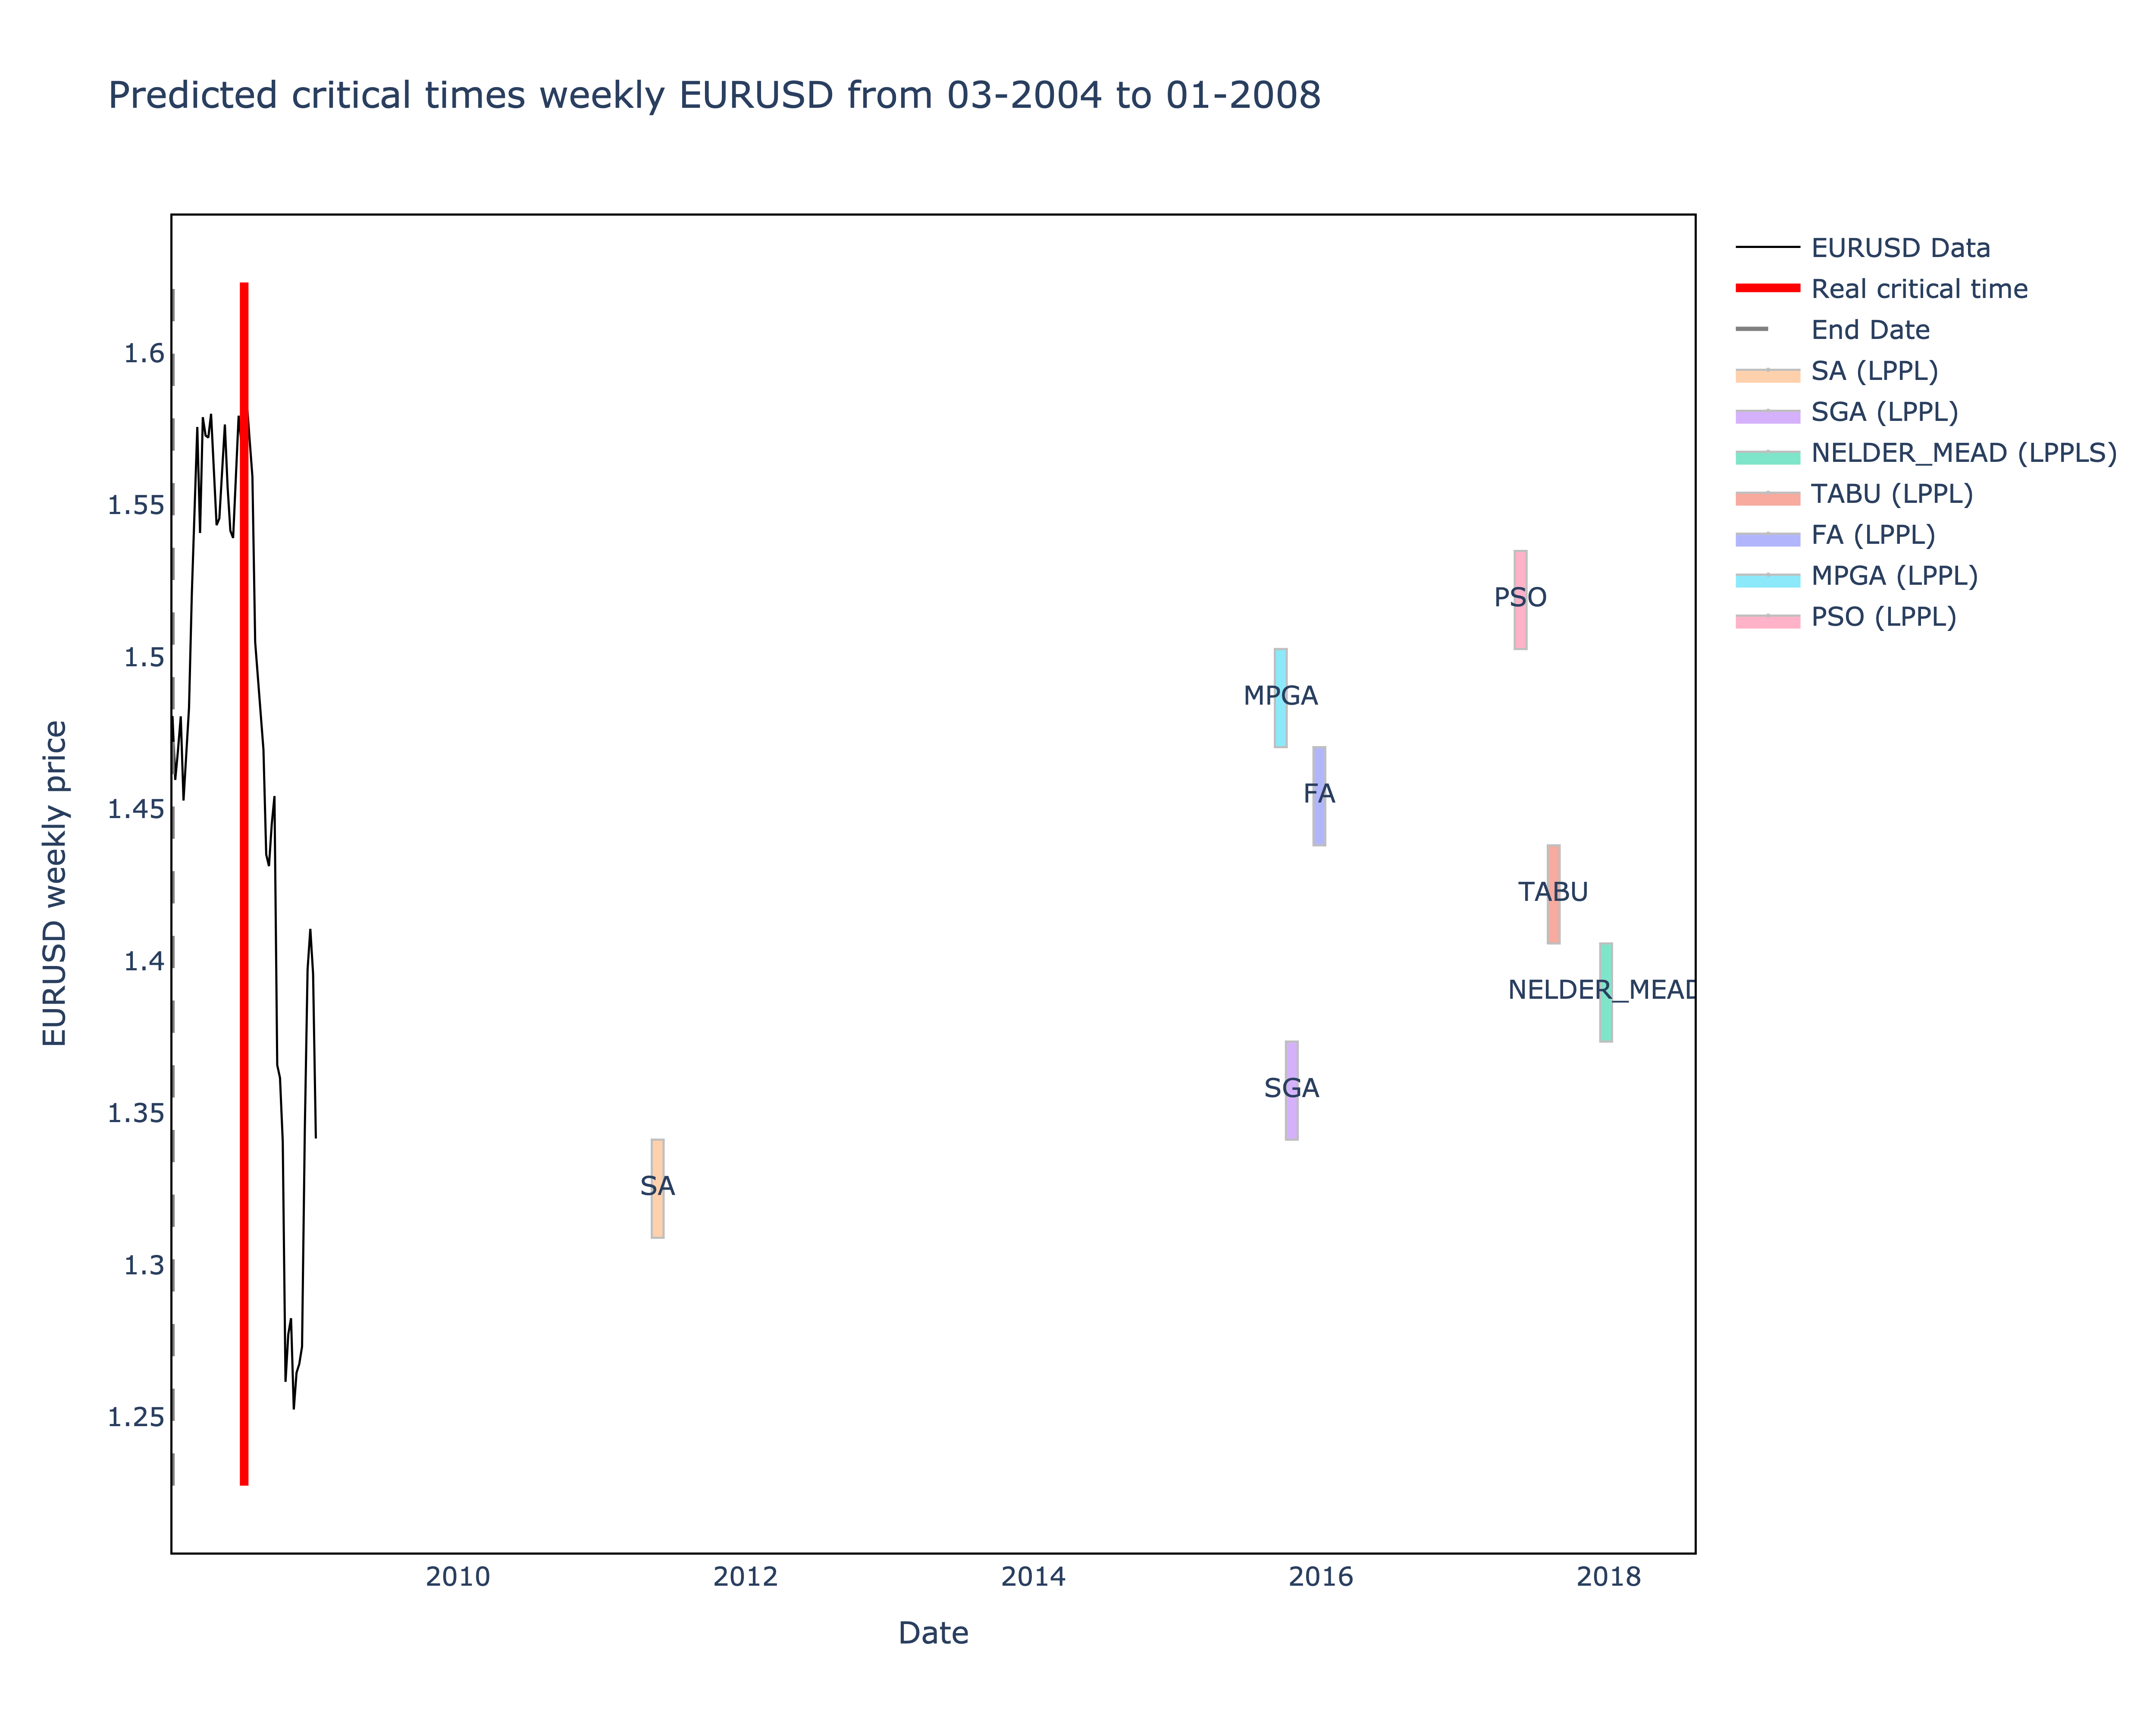 Predicted critical times weekly EURUSD from 03-2004 to 01-2008
EURUSD Data
Real critical time
End Date
SA (LPPL)
SGA (LPPL)
NELDER_MEAD (LPPLS)
TABU (LPPL)
FA (LPPL)
MPGA (LPPL)
PSO (LPPL)
EURUSD weekly price
1.6
1.55
1.5
1.45
1.4
1.35
1.3
1.25
PSO
MPGA
FA
TABU
NELDER_MEAD
SGA
SA
2010
2012
2014
2016
2018
Date